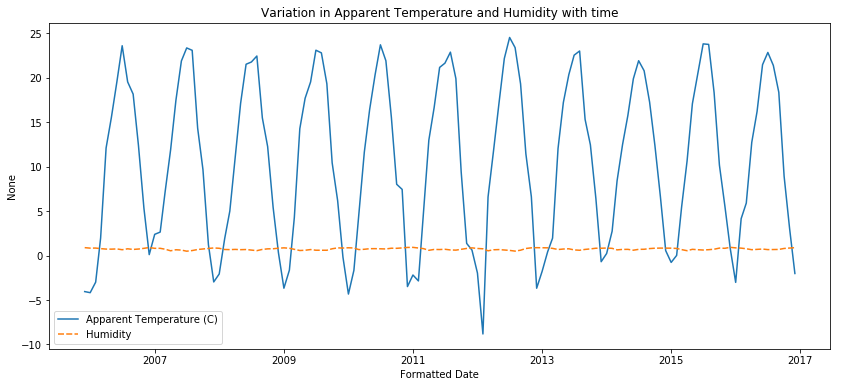 Variation in Apparent Temperature and Humidity with time
25
20
15
10
5
0
−5
−10
None
Apparent Temperature (C)
Humidity
2007
2009
2011
2013
2015
2017
Formatted Date